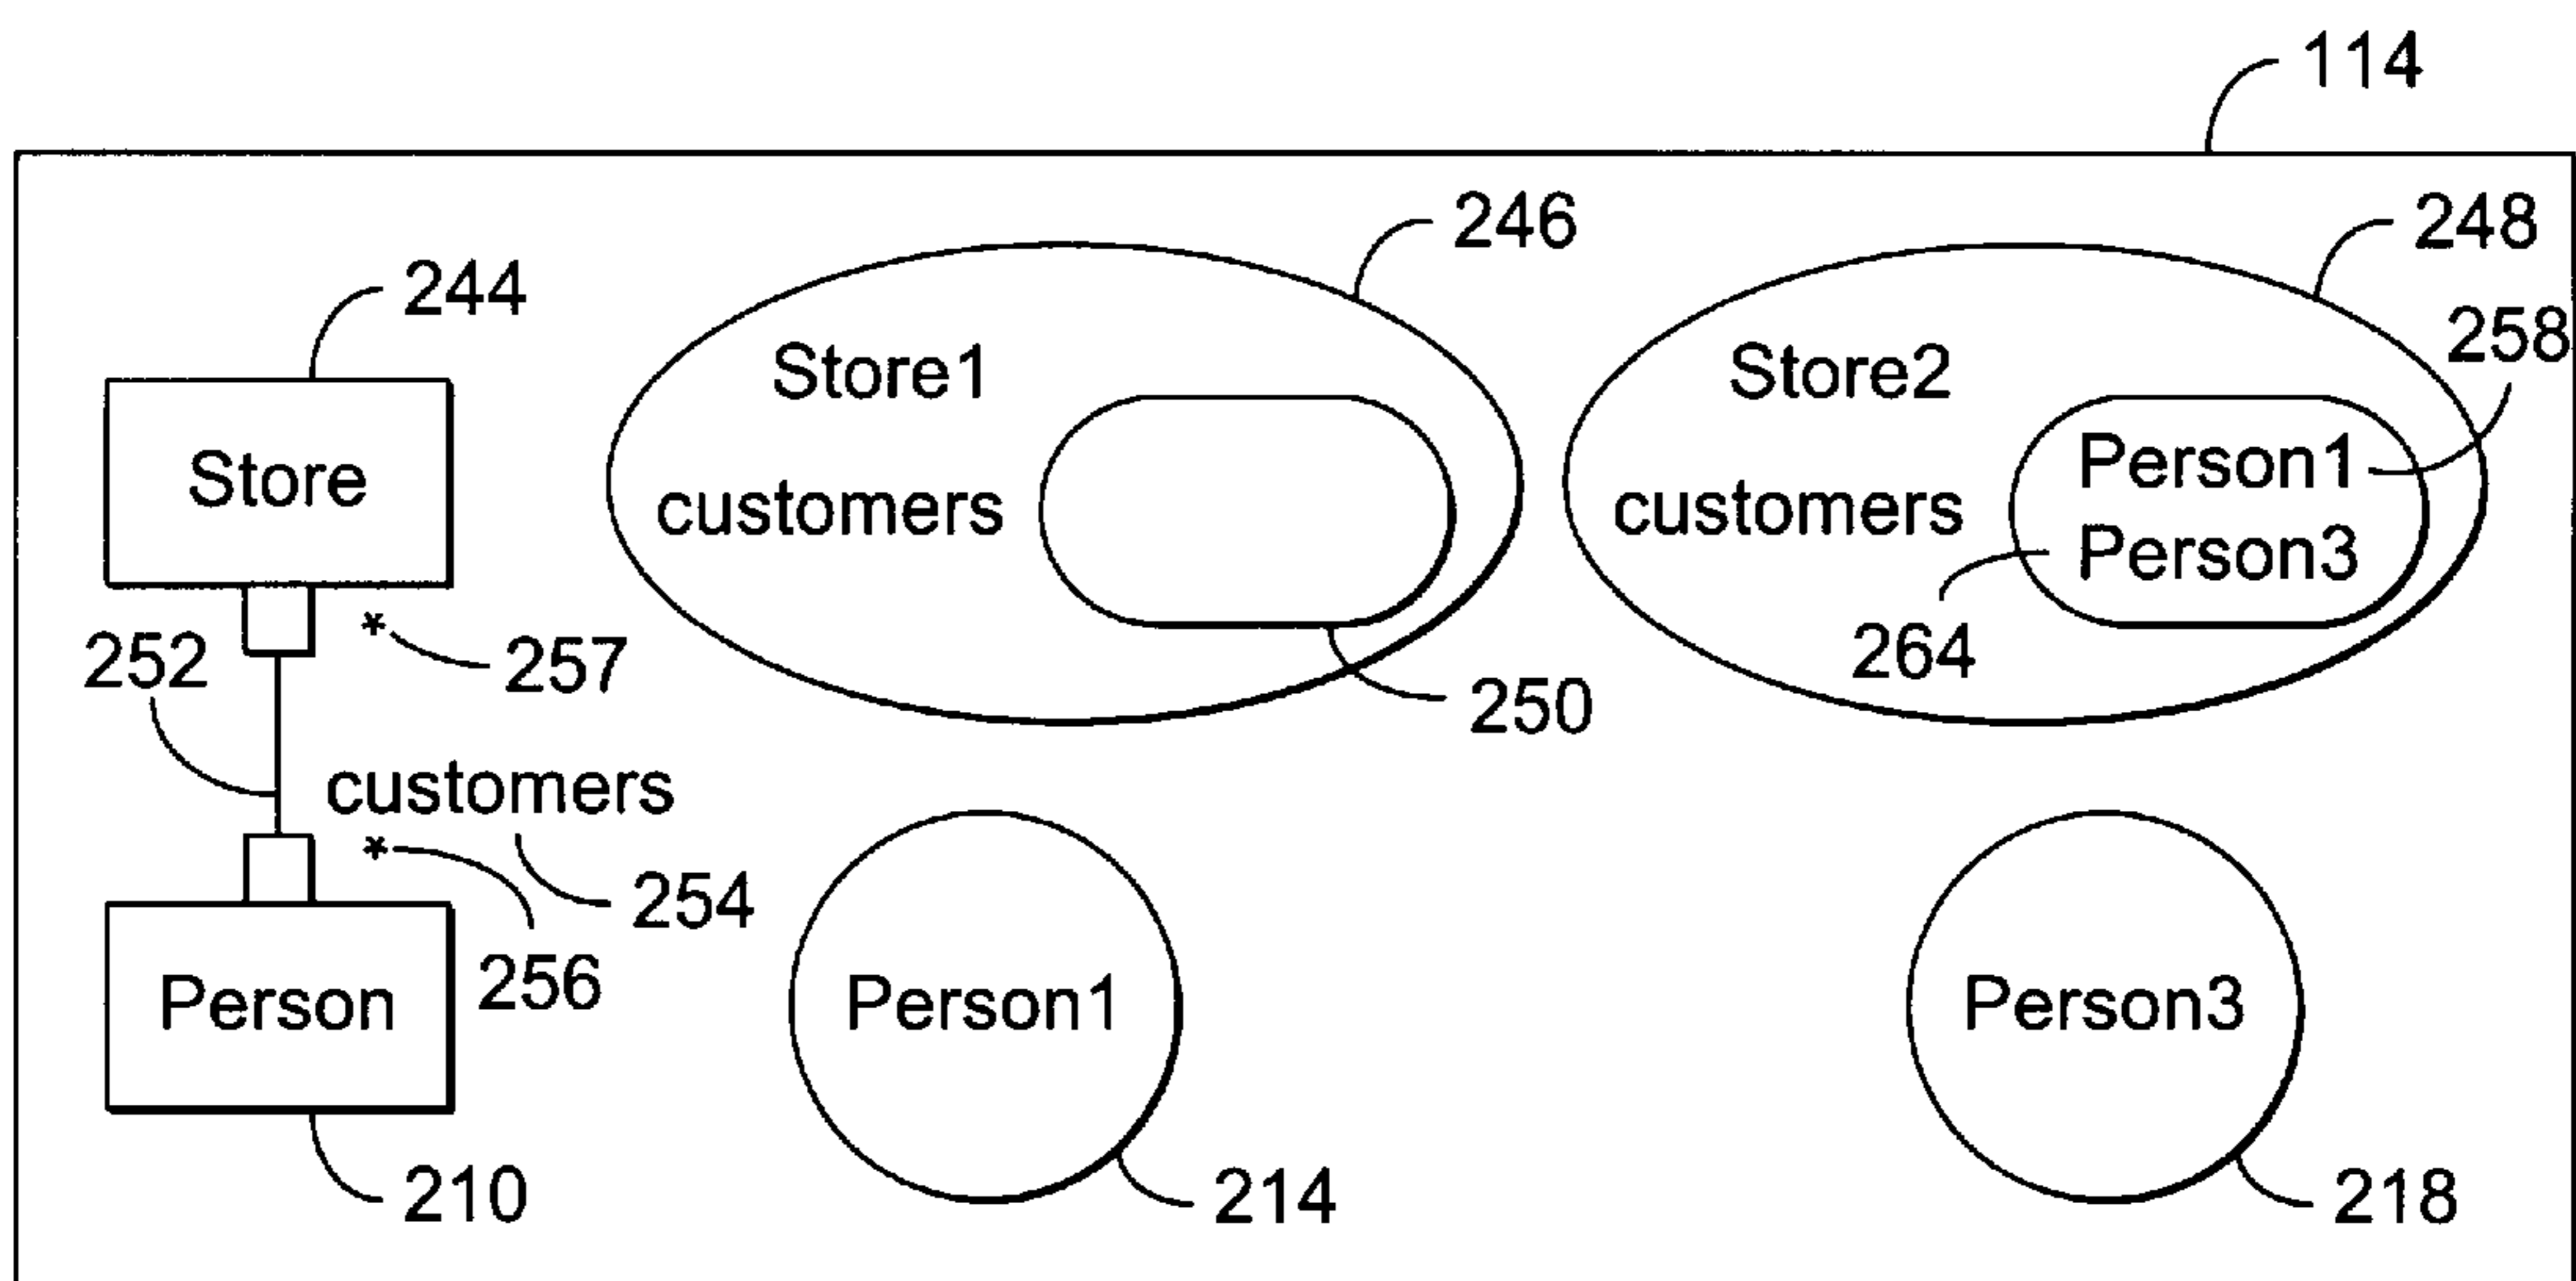 114
246
248
244
258
Store1
Store2
Store
customers
customers
Person1
Person3
*
252
257
264
250
customers
*
254
256
Person
Person1
Person3
210
214
218